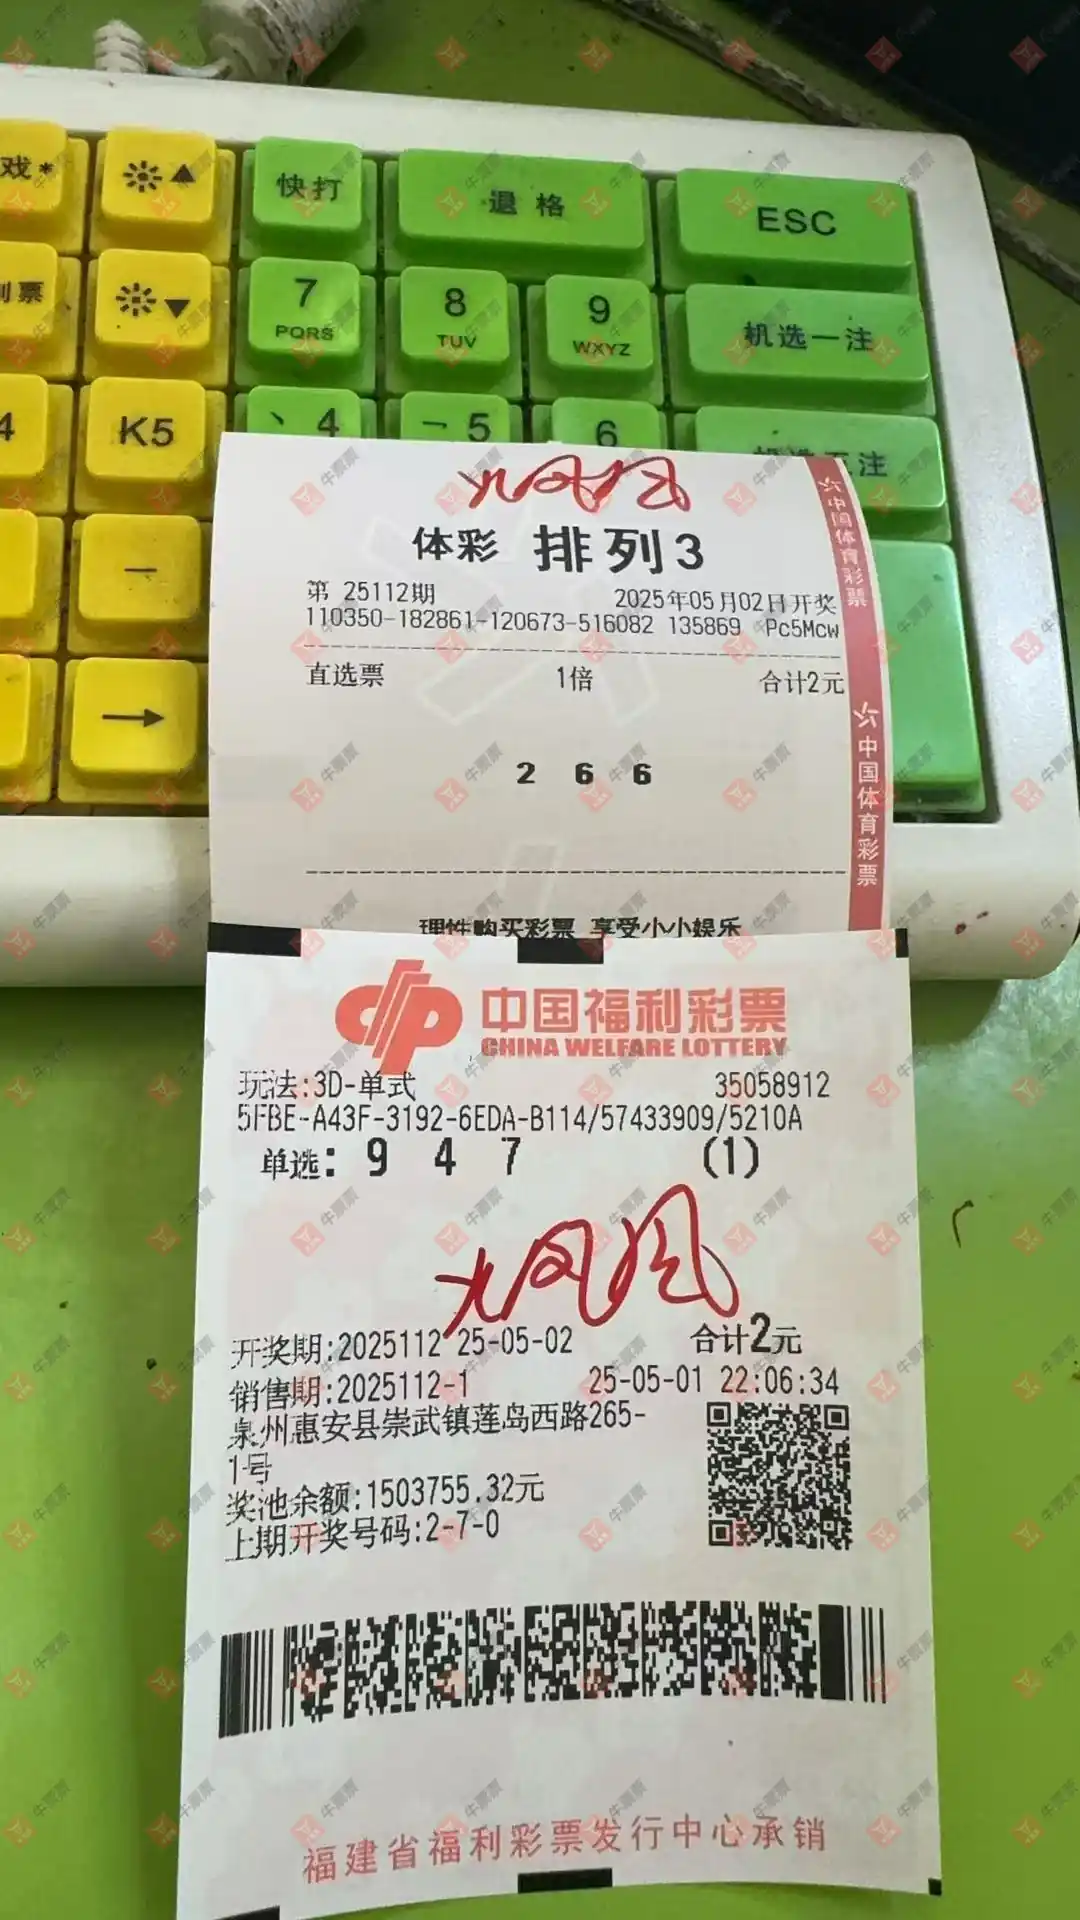 戏*
快打
退格
ESC
7
PQRS
8
TUV
9
WXYZ
机选一注
刂票
4
K5
丶 4
一 5
6
注
体彩 排列3
第 25112期 2025年05月02日开奖
110350-182861-120673-516082 135869 Pc5Mcw
直选票 1倍 合计2元
2 6 6
理性购买彩票 享受小小娱乐
中国体育彩票
中国体育彩票
中国福利彩票
CHINA WELFARE LOTTERY
玩法:3D-单式 35058912
5FBE-A43F-3192-6EDA-B114/57433909/5210A
单选: 9 4 7 (1)
开奖期:2025112 25-05-02 合计2元
销售期:2025112-1 25-05-01 22:06:34
泉州惠安县崇武镇莲岛西路265-
1号
奖池余额:1503755.32元
上期开奖号码:2-7-0
福建省福利彩票发行中心承销
牛票票